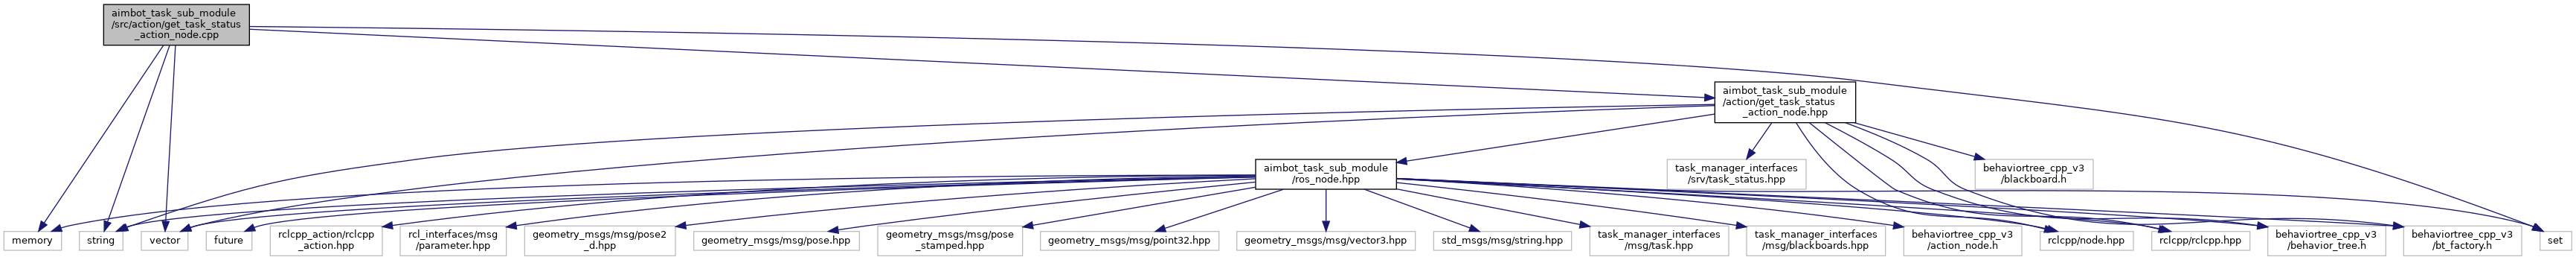 aimbot_task_sub_module
/src/action/get_task_status
_action_node.cpp
aimbot_task_sub_module
/action/get_task_status
_action_node.hpp
aimbot_task_sub_module
/ros_node.hpp
task_manager_interfaces
/srv/task_status.hpp
behaviortree_cpp_v3
/blackboard.h
memory
string
vector
future
rclcpp_action/rclcpp
_action.hpp
rcl_interfaces/msg
/parameter.hpp
geometry_msgs/msg/pose2
_d.hpp
geometry_msgs/msg/pose.hpp
geometry_msgs/msg/pose
_stamped.hpp
geometry_msgs/msg/point32.hpp
geometry_msgs/msg/vector3.hpp
std_msgs/msg/string.hpp
task_manager_interfaces
/msg/task.hpp
task_manager_interfaces
/msg/blackboards.hpp
behaviortree_cpp_v3
/action_node.h
rclcpp/node.hpp
rclcpp/rclcpp.hpp
behaviortree_cpp_v3
/behavior_tree.h
behaviortree_cpp_v3
/bt_factory.h
set